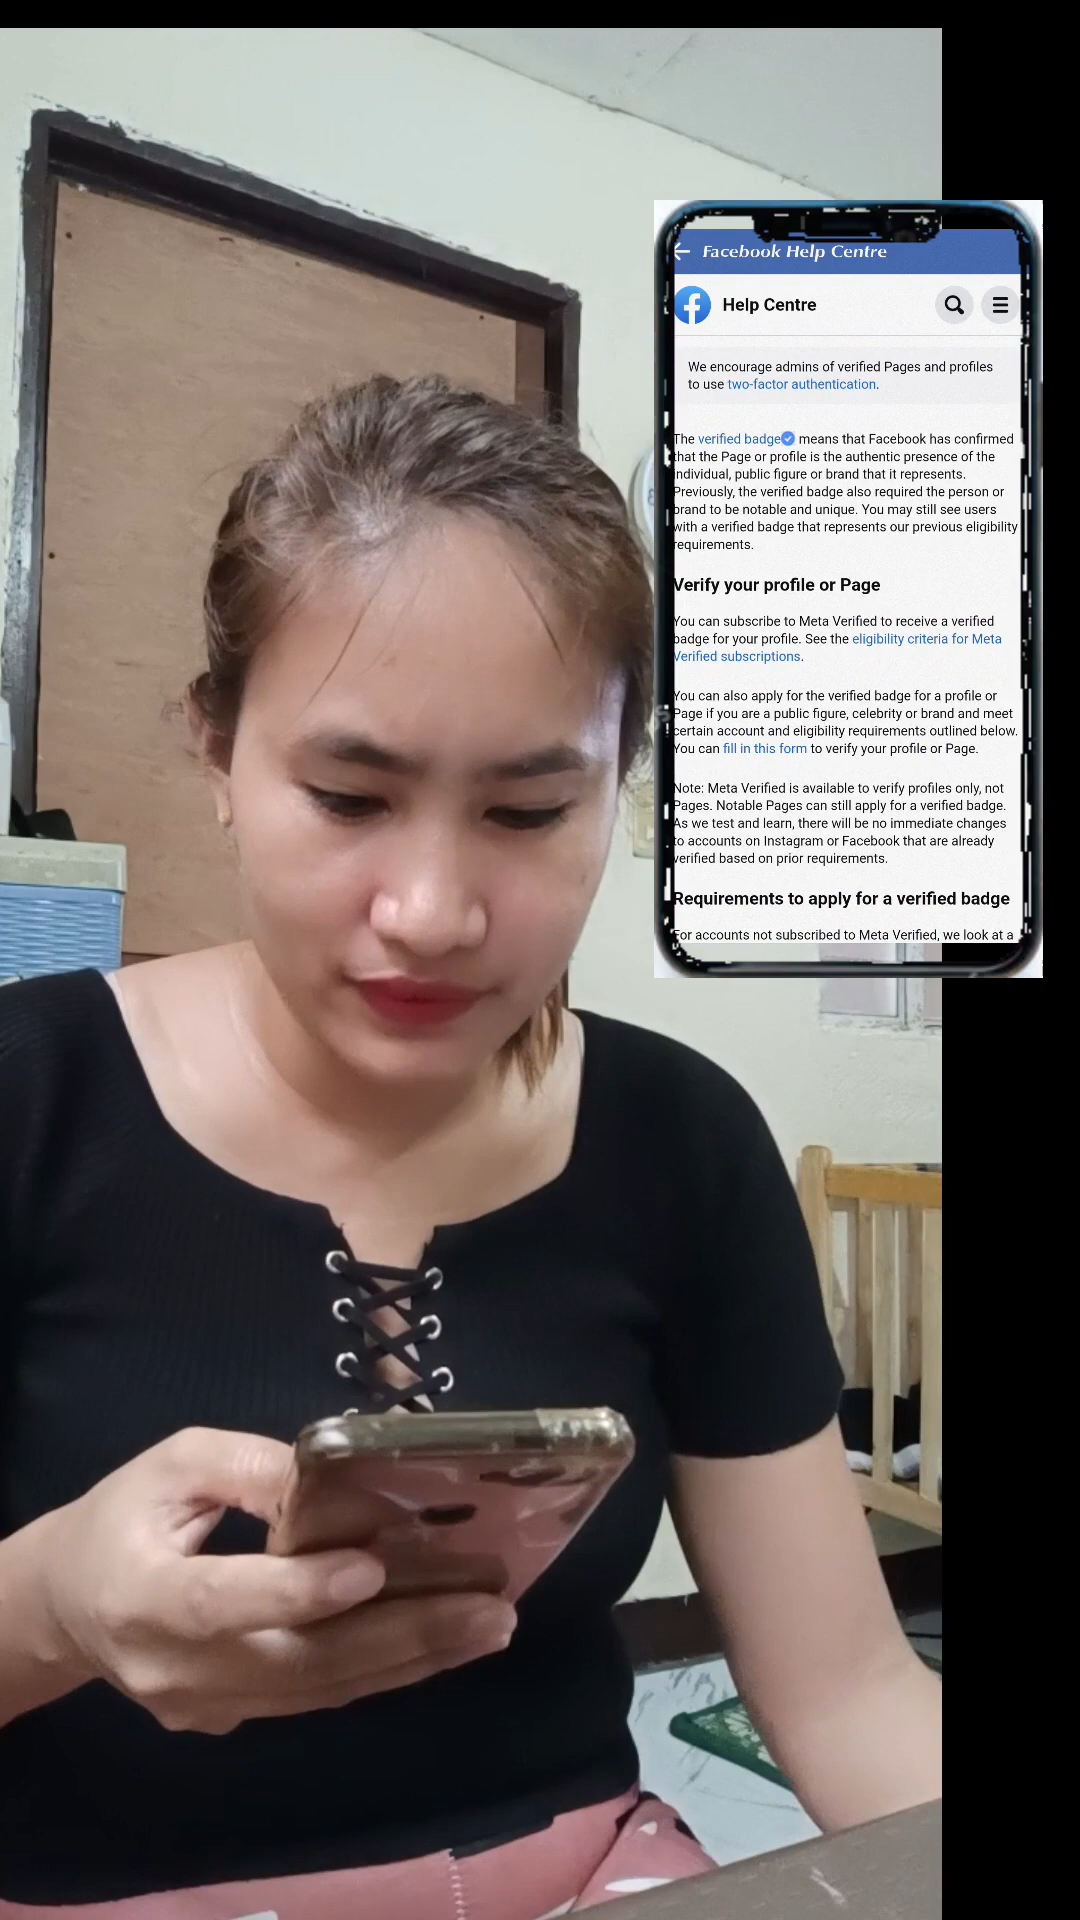 Facebook Help Centre
Help Centre
We encourage admins of verified Pages and profiles
to use two-factor authentication.
The verified badge means that Facebook has confirmed
that the Page or profile is the authentic presence of the
individual, public figure or brand that it represents.
Previously, the verified badge also required the person or
brand to be notable and unique. You may still see users
with a verified badge that represents our previous eligibility
requirements.
Verify your profile or Page
You can subscribe to Meta Verified to receive a verified
badge for your profile. See the eligibility criteria for Meta
Verified subscriptions.
You can also apply for the verified badge for a profile or
Page if you are a public figure, celebrity or brand and meet
certain account and eligibility requirements outlined below.
You can fill in this form to verify your profile or Page.
Note: Meta Verified is available to verify profiles only, not
Pages. Notable Pages can still apply for a verified badge.
As we test and learn, there will be no immediate changes
to accounts on Instagram or Facebook that are already
verified based on prior requirements.
Requirements to apply for a verified badge
For accounts not subscribed to Meta Verified, we look at a